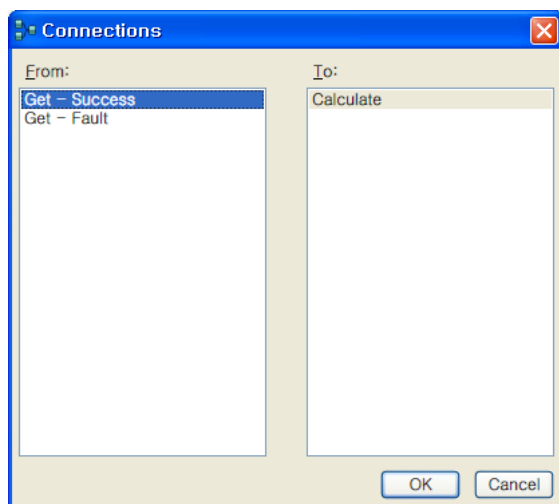 Connections
From:
To:
Get - Success
Get - Fault
Calculate
OK
Cancel